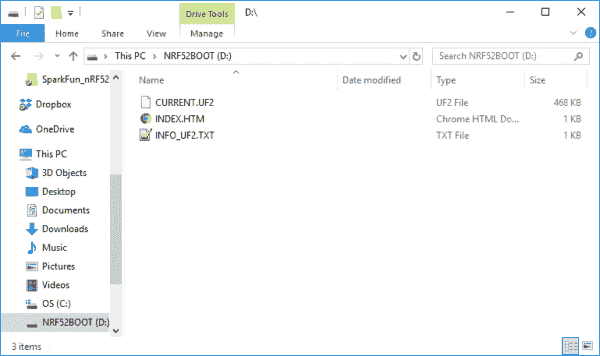 Drive Tools D:\
File Home Share View Manage
This PC > NRF52BOOT (D:) Search NRF52BOOT (D:)
Name Date modified Type Size
SparkFun_nRF52
Dropbox
OneDrive
This PC
3D Objects
Desktop
Documents
Downloads
Music
Pictures
Videos
OS (C:)
NRF52BOOT (D:)
CURRENT.UF2 UF2 File 468 KB
INDEX.HTM Chrome HTML Do... 1 KB
INFO_UF2.TXT TXT File 1 KB
3 items